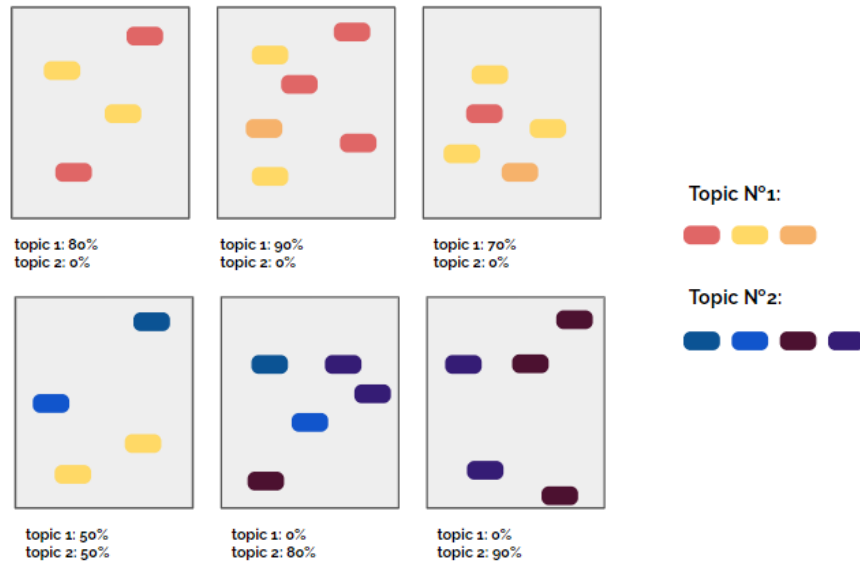 topic 1: 80%
topic 2: 0%
topic 1: 90%
topic 2: 0%
topic 1: 70%
topic 2: 0%
Topic Nº1:
Topic Nº2:
topic 1: 50%
topic 2: 50%
topic 1: 0%
topic 2: 80%
topic 1: 0%
topic 2: 90%